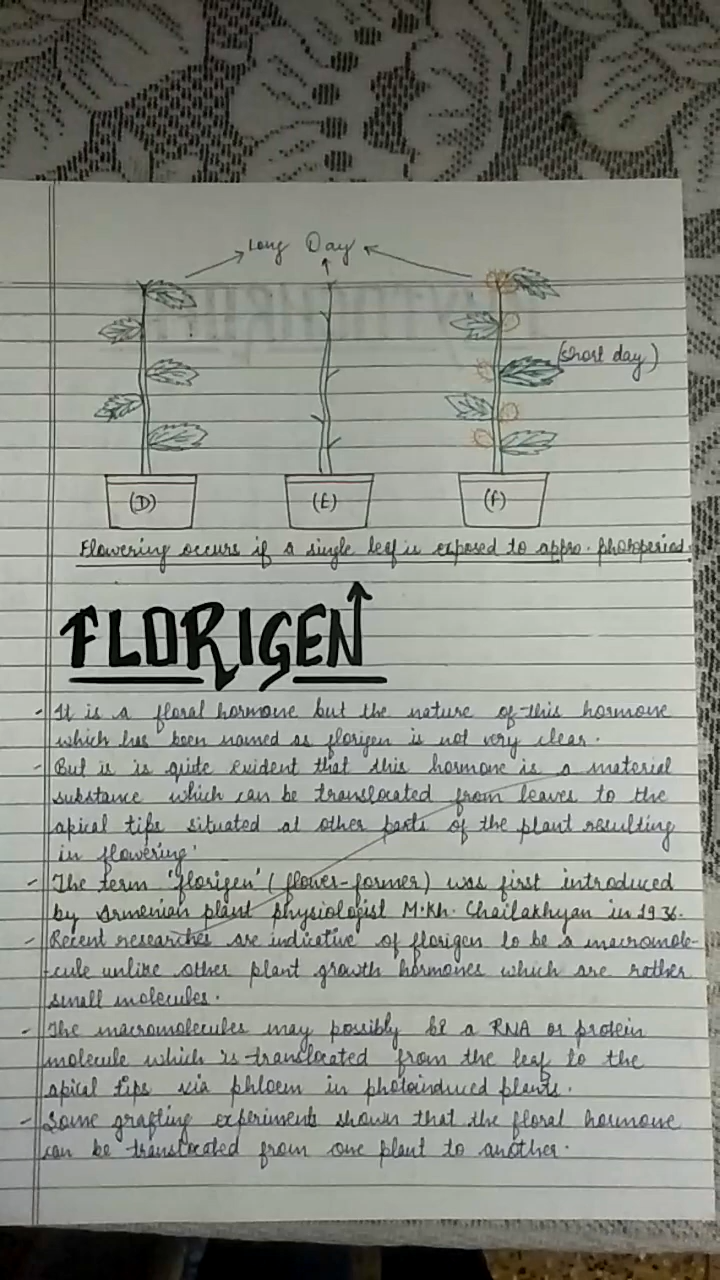 Long Day
(short day)
(D)
(E)
(F)
Flowering occurs if a single leaf is exposed to appro. photoperiod.
FLORIGEN
- It is a floral hormone but the nature of this hormone
which has been named as florigen is not very clear.
- But is is quite evident that this hormone is a material
substance which can be translocated from leaves to the
apical tips situated at other parts of the plant resulting
in flowering.
- The term 'florigen' (flower-former) was first introduced
by Armenian plant physiologist M.Kh. Chailakhyan in 1936.
- Recent researches are indicative of florigen to be a macromole-
cule unlike other plant growth hormones which are rather
small molecules.
- The macromolecules may possibly be a RNA or protein
molecule which is translocated from the leaf to the
apical tips via phloem in photoinduced plants.
- Some grafting experiments shown that the floral hormone
can be translocated from one plant to another.